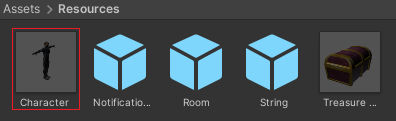 Assets > Resources
Character Notificatio... Room String Treasure ...